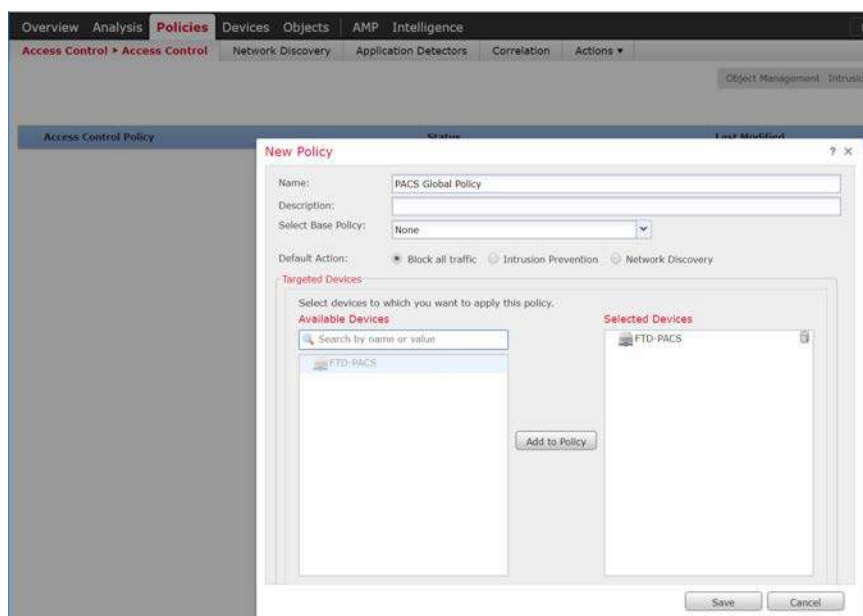 Overview Analysis Policies Devices Objects AMP Intelligence
Access Control ▸ Access Control Network Discovery Application Detectors Correlation Actions ▾
Object Management
Access Control Policy Status Last Modified
New Policy ? ×
Name: PACS Global Policy
Description:
Select Base Policy: None
Default Action: Block all traffic Intrusion Prevention Network Discovery
Targeted Devices
Select devices to which you want to apply this policy.
Available Devices Selected Devices
Search by name or value FTD-PACS
FTD-PACS
Add to Policy
Save Cancel